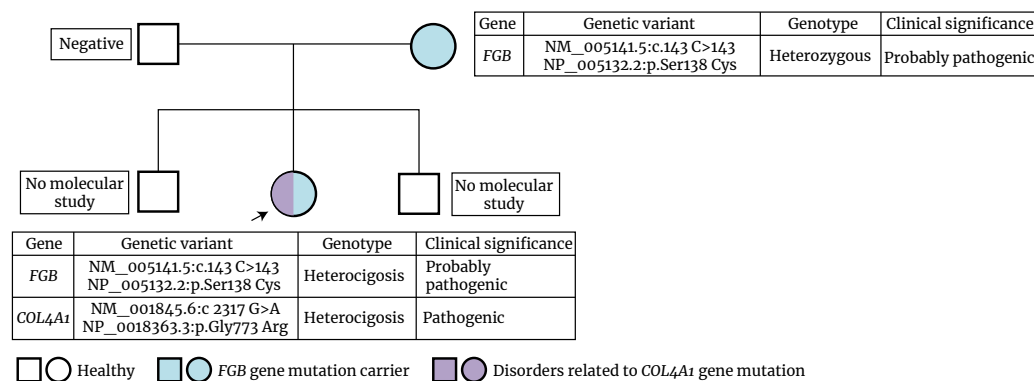 Negative
Gene Genetic variant Genotype Clinical significance
FGB NM_005141.5:c.143 C>143 Heterozygous Probably pathogenic
NP_005132.2:p.Ser138 Cys
No molecular
study
No molecular
study
Gene Genetic variant Genotype Clinical significance
FGB NM_005141.5:c.143 C>143 Heterocigosis Probably
NP_005132.2:p.Ser138 Cys pathogenic
COL4A1 NM_001845.6:c 2317 G>A Heterocigosis Pathogenic
NP_0018363.3:p.Gly773 Arg
Healthy FGB gene mutation carrier Disorders related to COL4A1 gene mutation